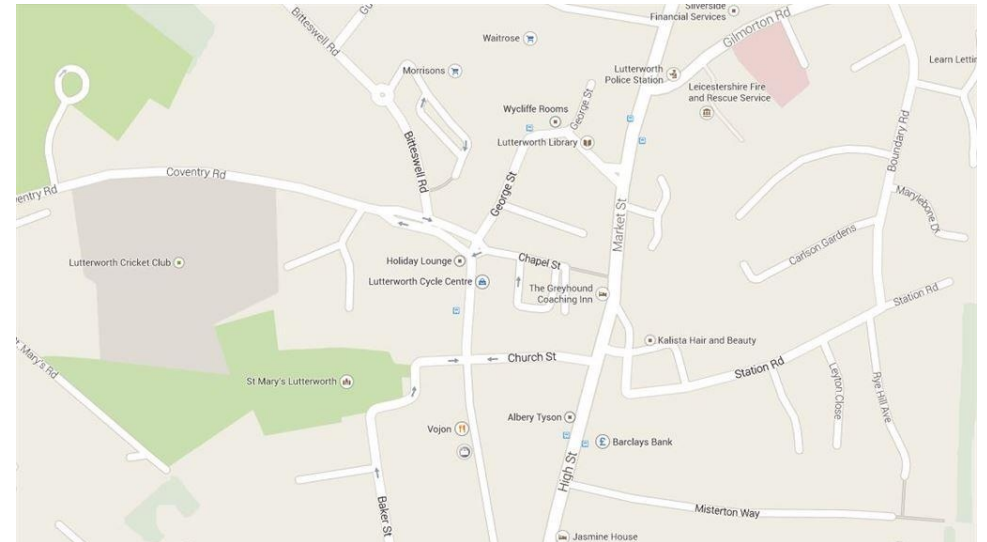 Silverside
Financial Services
Gilmorton Rd
Bitteswell Rd
Waitrose
Learn Lettin
Morrisons
Lutterworth
Police Station
Leicestershire Fire
and Rescue Service
Wycliffe Rooms
George St
Lutterworth Library
Boundary Rd
Bitteswell Rd
Coventry Rd
ventry Rd
George St
Marylebone Dr
Market St
Carlson Gardens
Lutterworth Cricket Club
Holiday Lounge
Chapel St
Lutterworth Cycle Centre
The Greyhound
Coaching Inn
Station Rd
Kalista Hair and Beauty
Church St
Station Rd
St Mary's Lutterworth
Leyton Close
Rye Hill Ave
Albery Tyson
Vojon
Barclays Bank
High St
Baker St
Misterton Way
Jasmine House